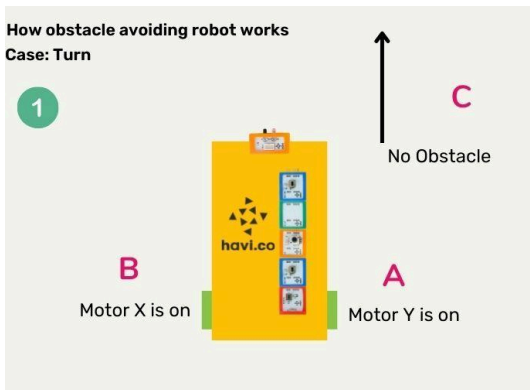 How obstacle avoiding robot works
Case: Turn
1
C
No Obstacle
havi.co
B
A
Motor X is on
Motor Y is on